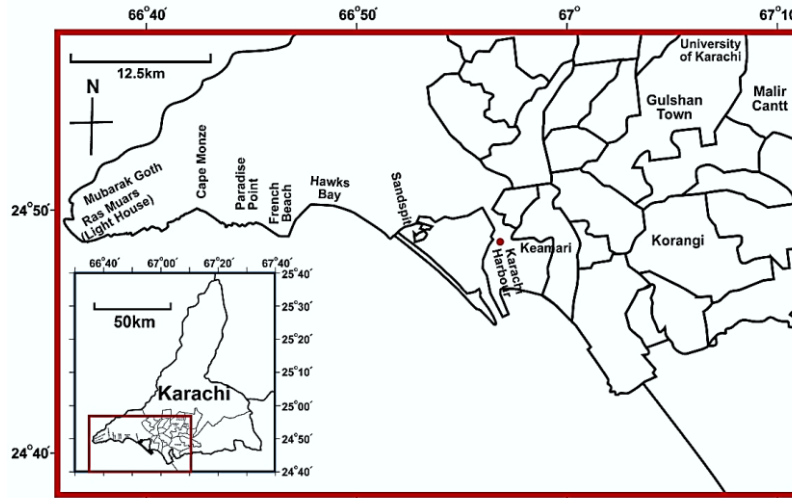 66°40'
66°50'
67°
67°10
12.5km
N
University
of Karachi
Gulshan
Town
Malir
Cantt
Mubarak Goth
Ras Muars
(Light House)
Cape Monze
Paradise
Point
French
Beach
Hawks
Bay
Sandspit
24°50'
Keamari
Karachi
Harbour
Korangi
66°40'
67°00'
67°20'
67°40'
25°40'
25°30'
25°20'
25°10'
25°00'
24°50'
24°40'
50km
Karachi
24°40'